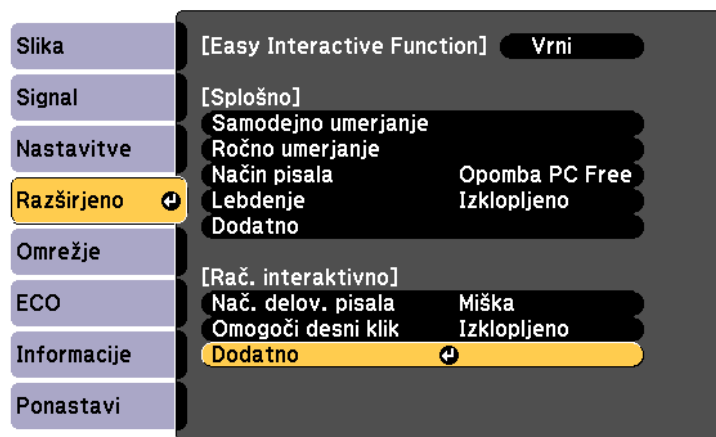 Slika
Signal
Nastavitve
Razširjeno
Omrežje
ECO
Informacije
Ponastavi
[Easy Interactive Function] Vrni
[Splošno]
Samodejno umerjanje
Ročno umerjanje
Način pisala Opomba PC Free
Lebdenje Izklopljeno
Dodatno
[Rač. interaktivno]
Nač. delov. pisala Miška
Omogoči desni klik Izklopljeno
Dodatno